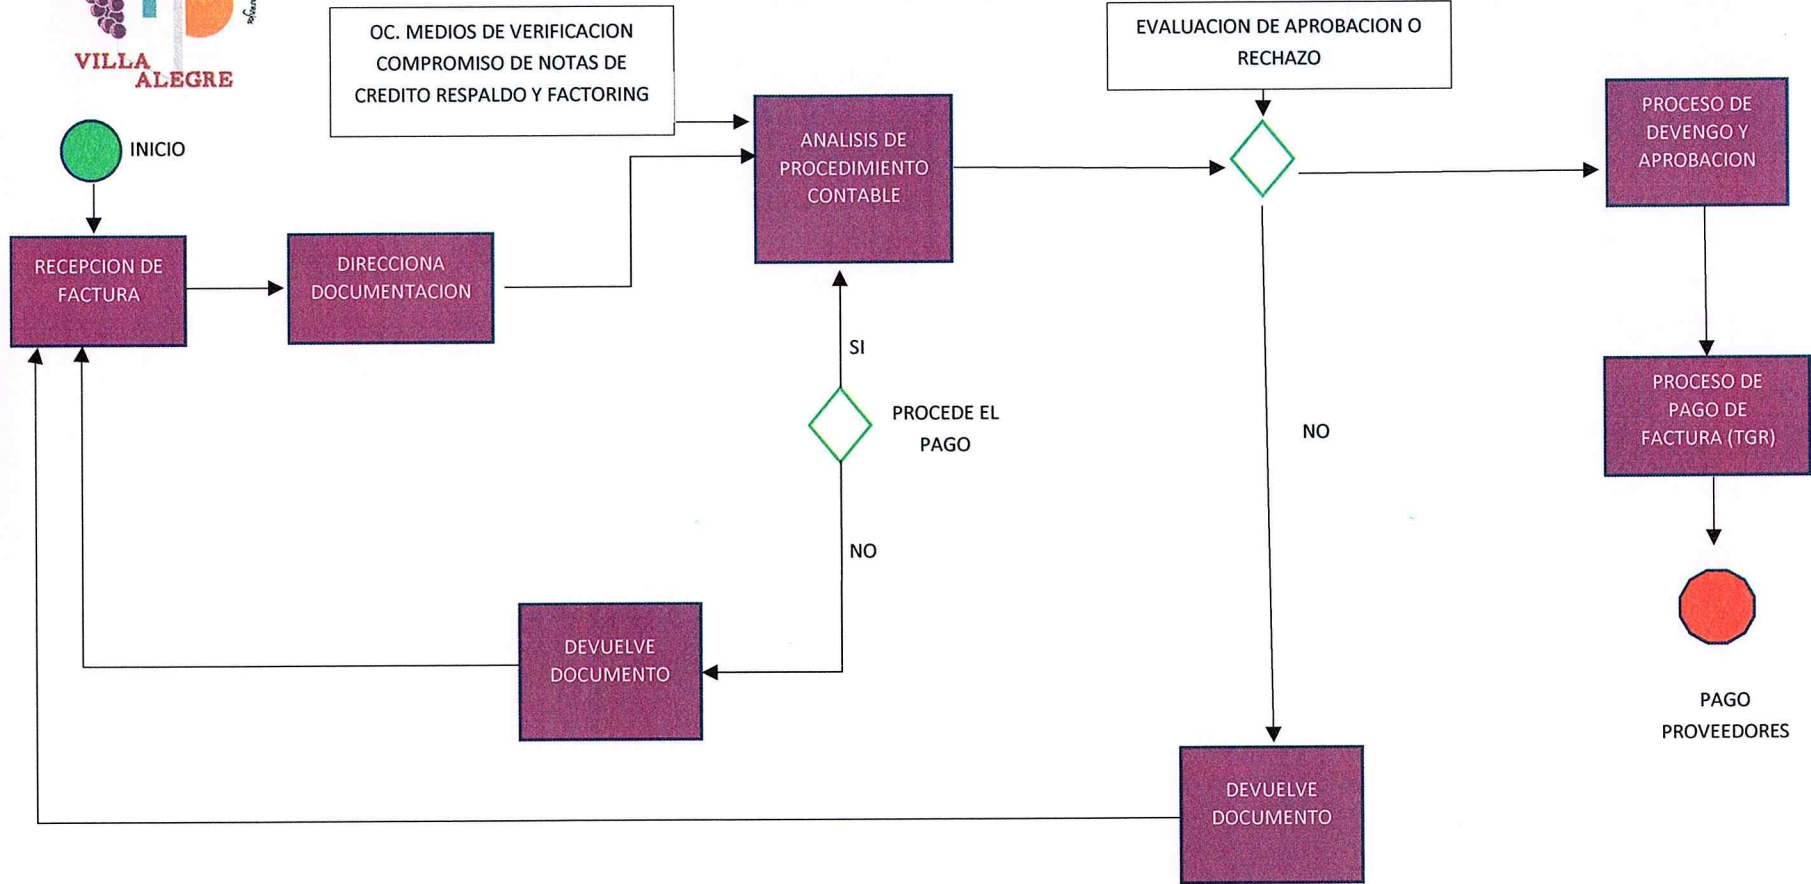 VILLA
ALEGRE
INICIO
OC. MEDIOS DE VERIFICACION
COMPROMISO DE NOTAS DE
CREDITO RESPALDO Y FACTORING
EVALUACION DE APROBACION O
RECHAZO
ANALISIS DE
PROCEDIMIENTO
CONTABLE
PROCESO DE
DEVENGO Y
APROBACION
RECEPCION DE
FACTURA
DIRECCIONA
DOCUMENTACION
SI
PROCEDE EL
PAGO
NO
NO
PROCESO DE
PAGO DE
FACTURA (TGR)
DEVUELVE
DOCUMENTO
PAGO
PROVEEDORES
DEVUELVE
DOCUMENTO